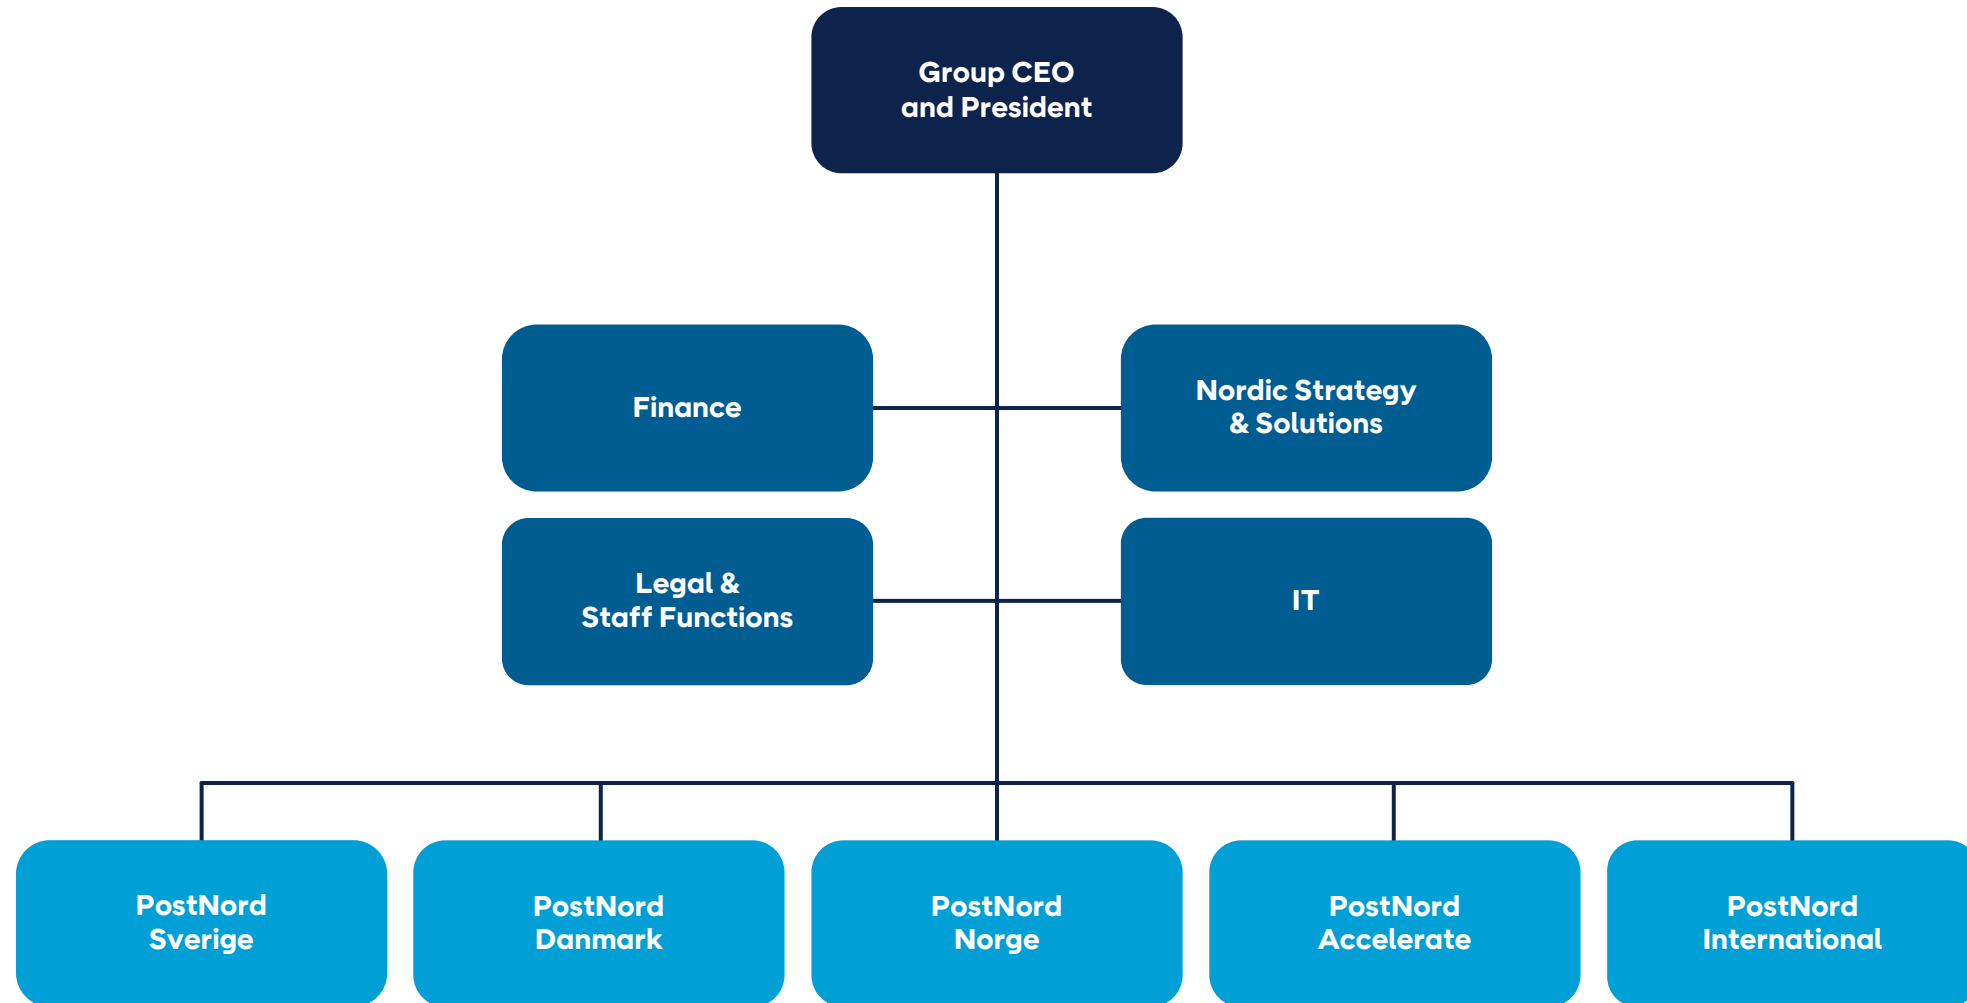 Group CEO
and President
Finance
Nordic Strategy
& Solutions
Legal &
Staff Functions
IT
PostNord
Sverige
PostNord
Danmark
PostNord
Norge
PostNord
Accelerate
PostNord
International